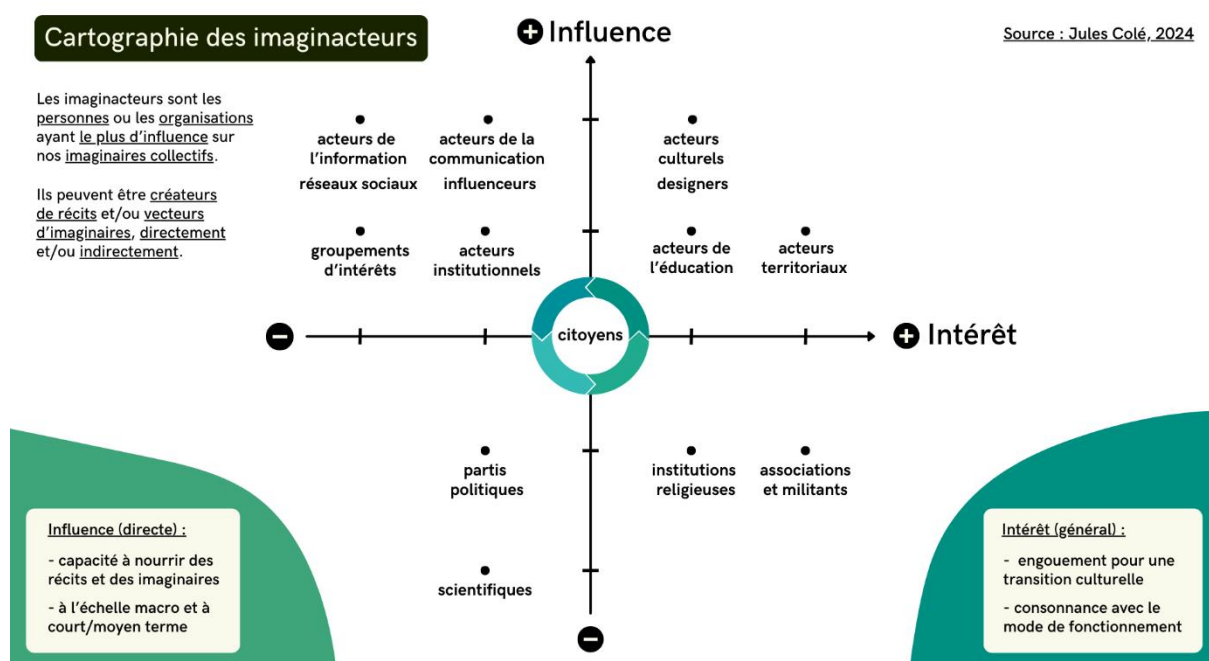 Cartographie des imaginacteurs
+ Influence
Source : Jules Colé, 2024
Les imaginacteurs sont les
personnes ou les organisations
ayant le plus d’influence sur
nos imaginaires collectifs.
Ils peuvent être créateurs
de récits et/ou vecteurs
d’imaginaires, directement
et/ou indirectement.
acteurs de
l’information
réseaux sociaux
acteurs de la
communication
influenceurs
acteurs
culturels
designers
groupements
d’intérêts
acteurs
institutionnels
acteurs de
l’éducation
acteurs
territoriaux
−
citoyens
+ Intérêt
partis
politiques
institutions
religieuses
associations
et militants
scientifiques
−
Influence (directe) :
- capacité à nourrir des
récits et des imaginaires
- à l’échelle macro et à
court/moyen terme
Intérêt (général) :
- engouement pour une
transition culturelle
- consonnance avec le
mode de fonctionnement